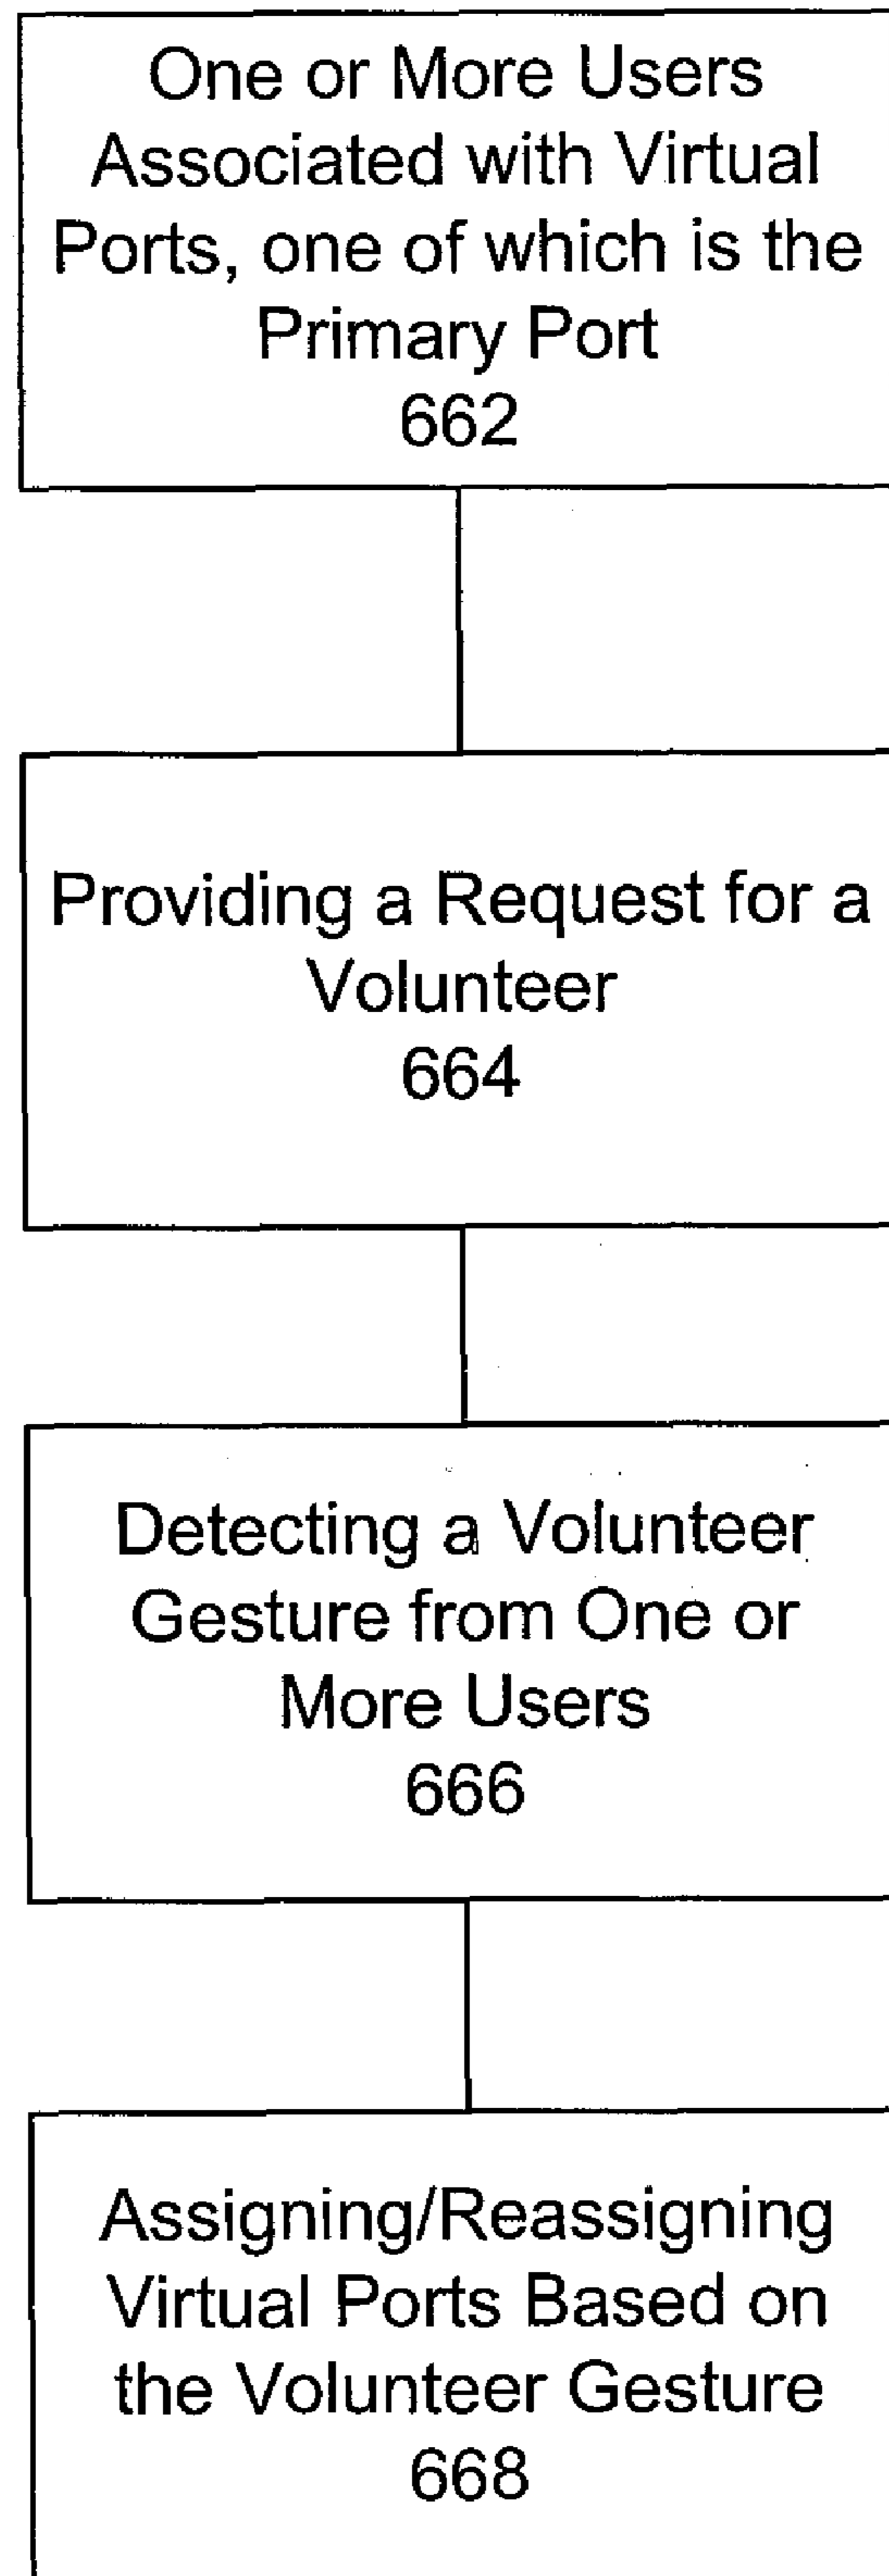 One or More Users
Associated with Virtual
Ports, one of which is the
Primary Port
662
Providing a Request for a
Volunteer
664
Detecting a Volunteer
Gesture from One or
More Users
666
Assigning/Reassigning
Virtual Ports Based on
the Volunteer Gesture
668